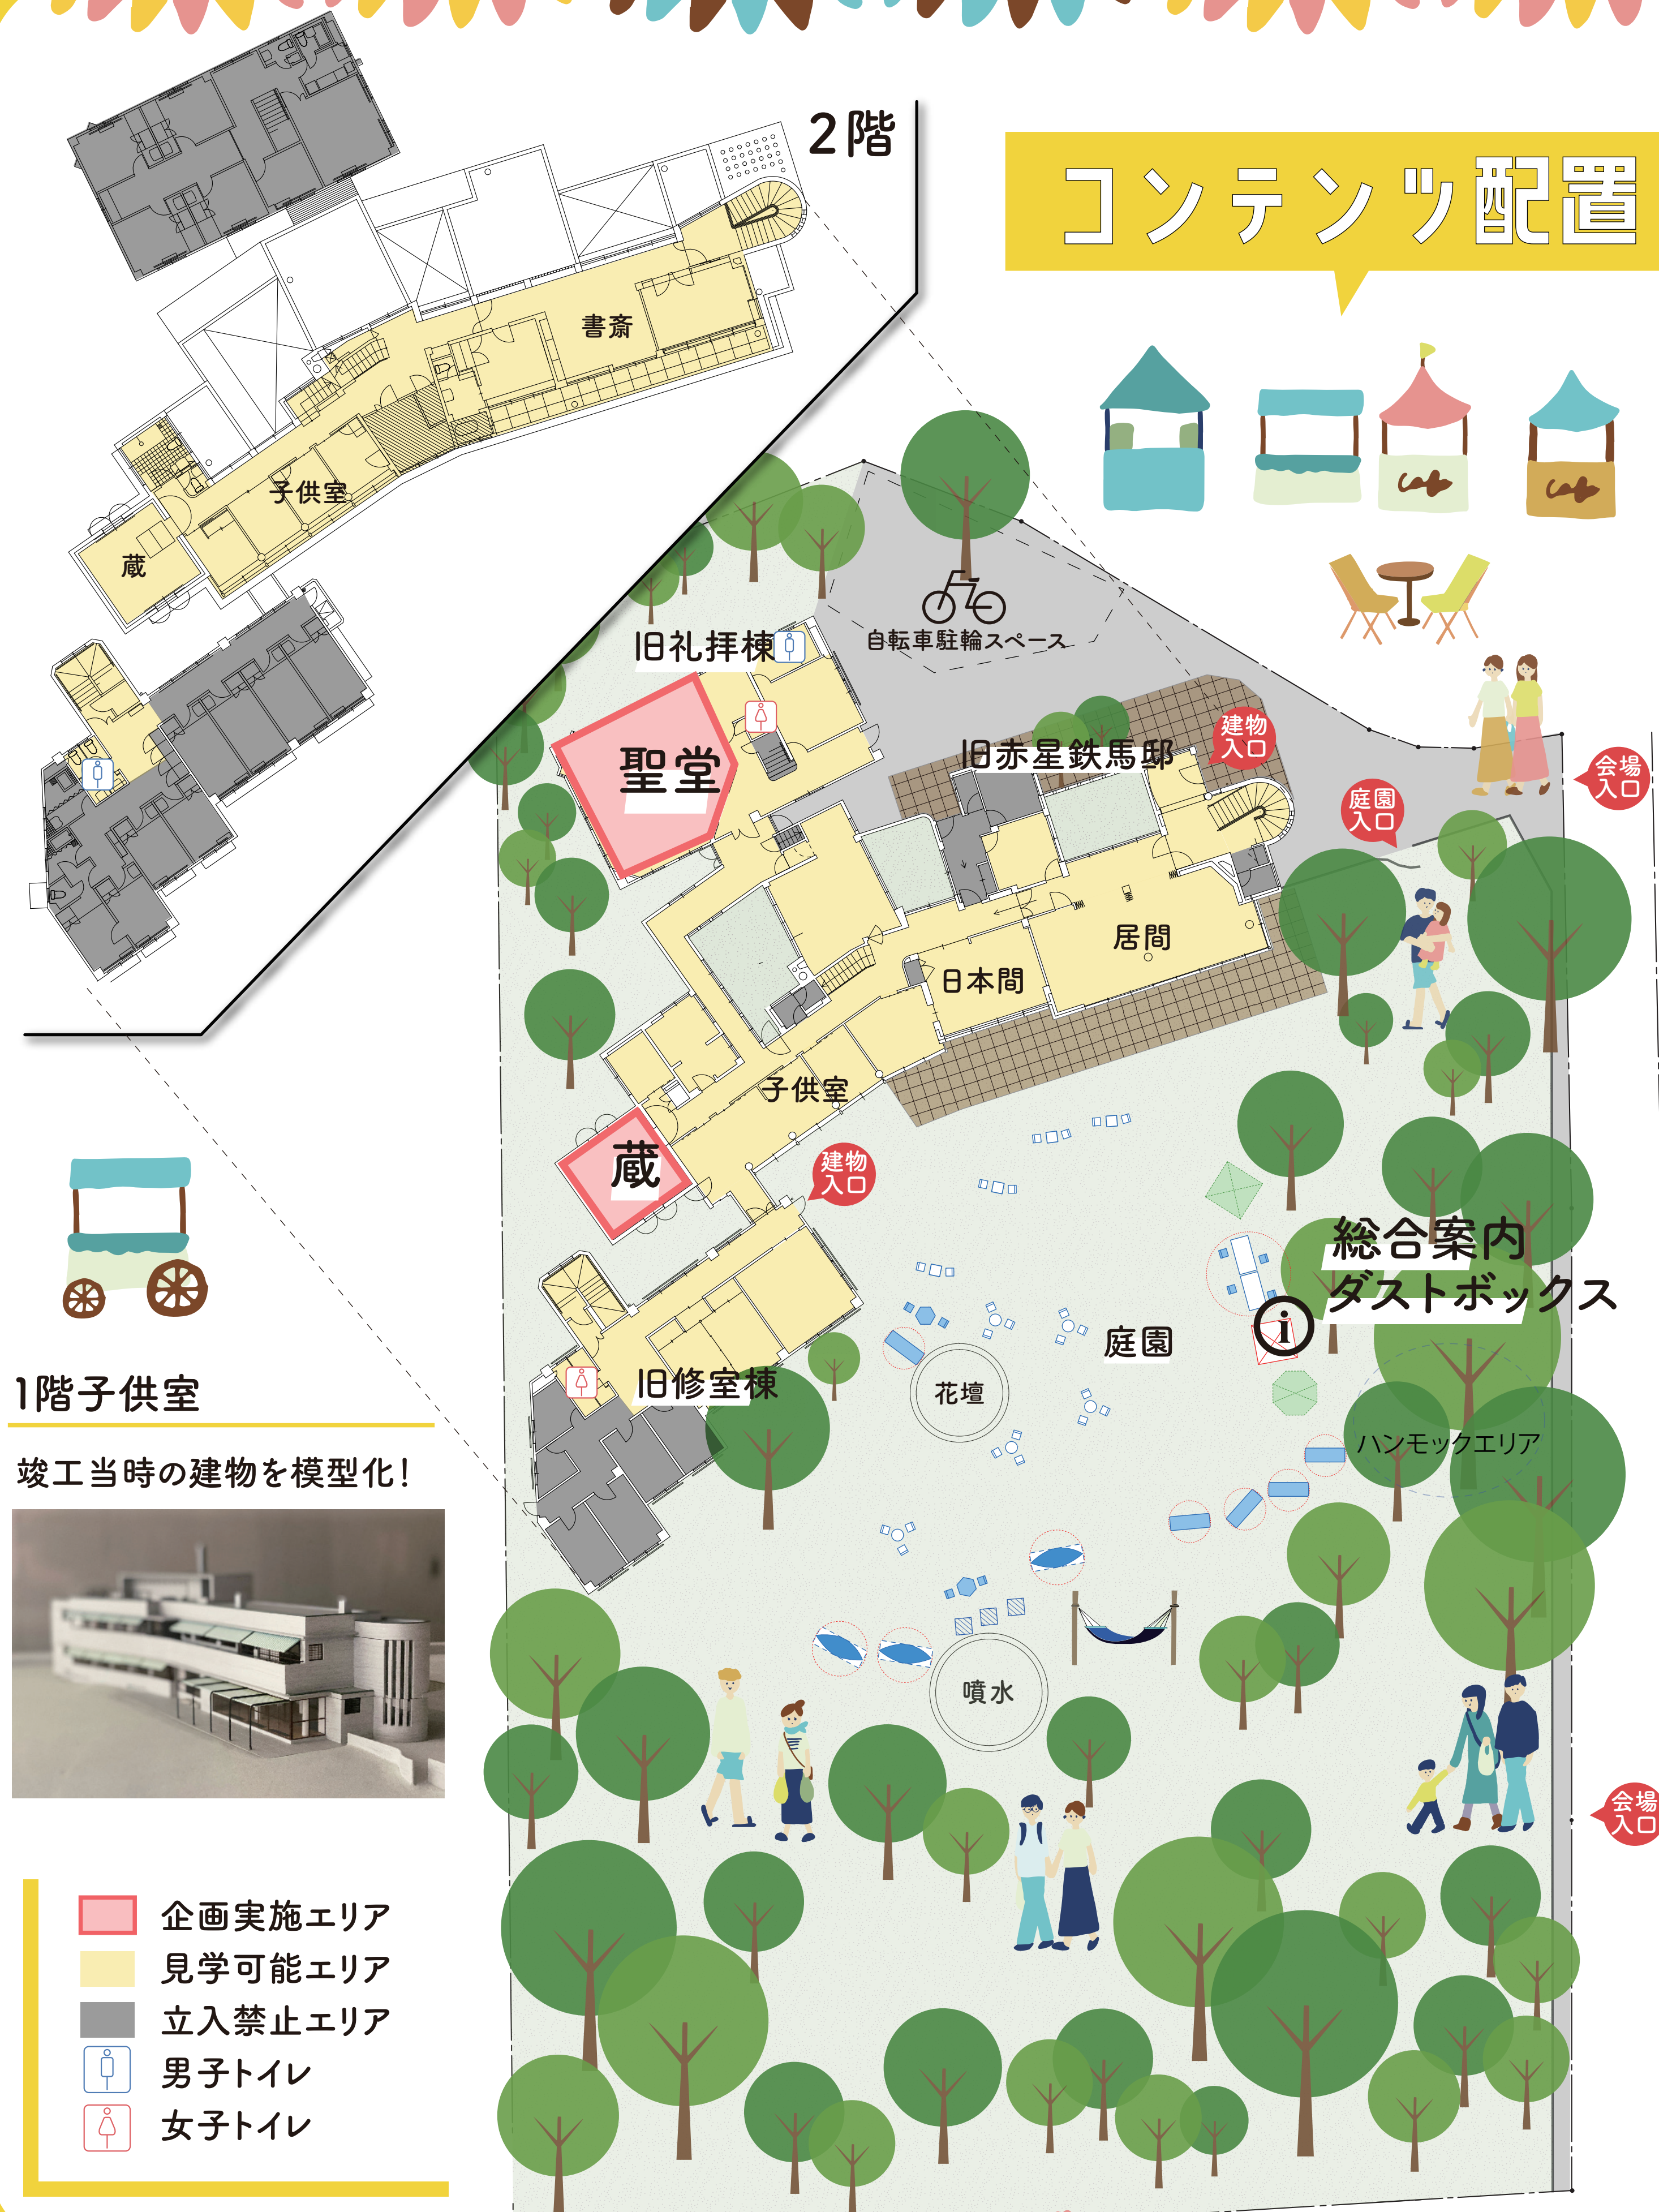 2階
コンテンツ配置
書斎
子供室
蔵
自転車駐輪スペース
旧礼拝棟
聖堂
旧赤星鉄馬邸
建物
入口
会場
入口
庭園
入口
居間
日本間
子供室
蔵
建物
入口
総合案内
ダストボックス
i
庭園
花壇
旧修室棟
ハンモックエリア
噴水
会場
入口
1階子供室
竣工当時の建物を模型化!
企画実施エリア
見学可能エリア
立入禁止エリア
男子トイレ
女子トイレ